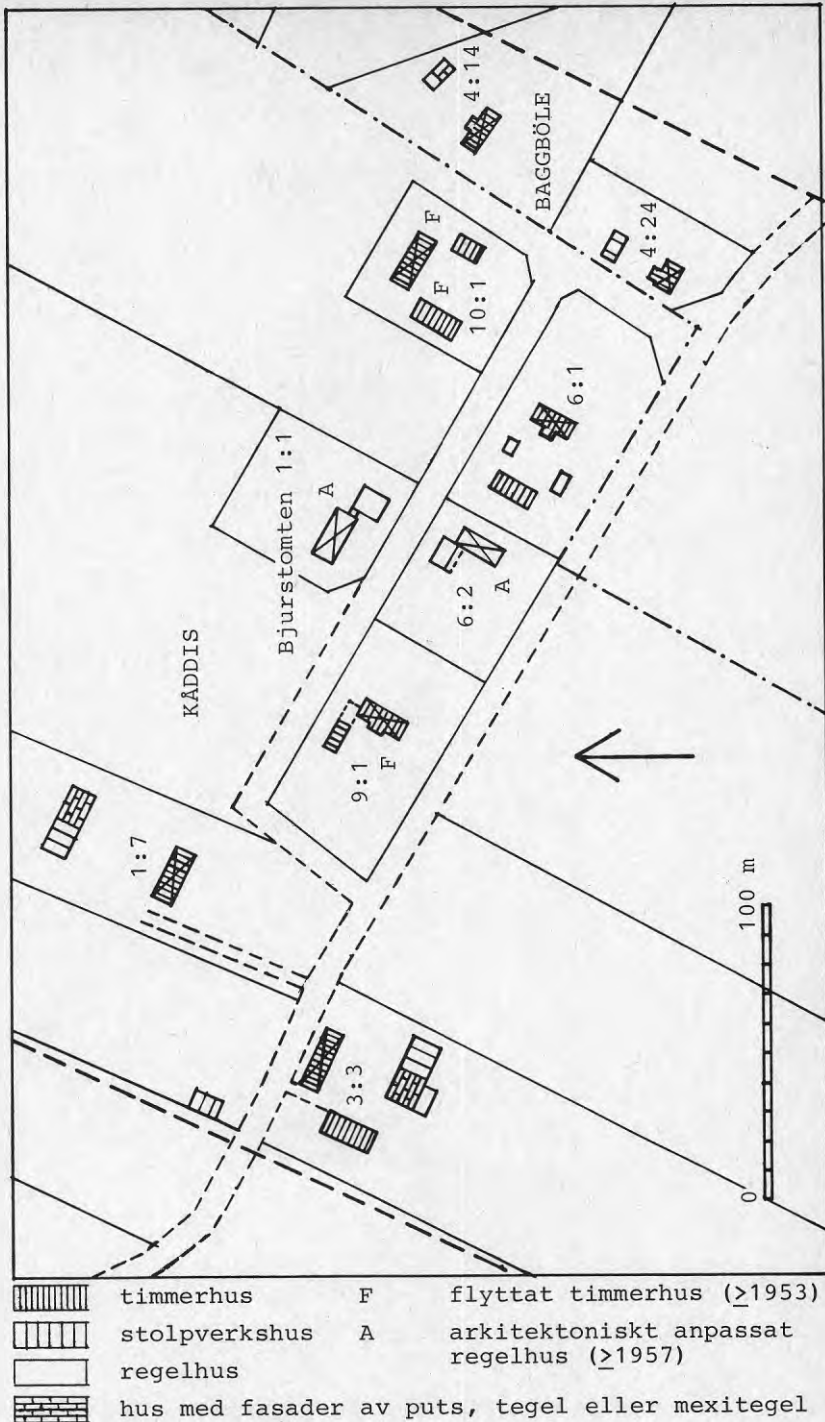 4:14
BAGGBÖLE
4:24
F
F
10:1
6:1
Bjurstomten 1:1
A
6:2
A
KÅDDIS
9:1
F
1:7
3:3
0
100 m
timmerhus
F flyttat timmerhus (≥1953)
stolpverkshus
A arkitektoniskt anpassat
regelhus (≥1957)
regelhus
hus med fasader av puts, tegel eller mexitegel